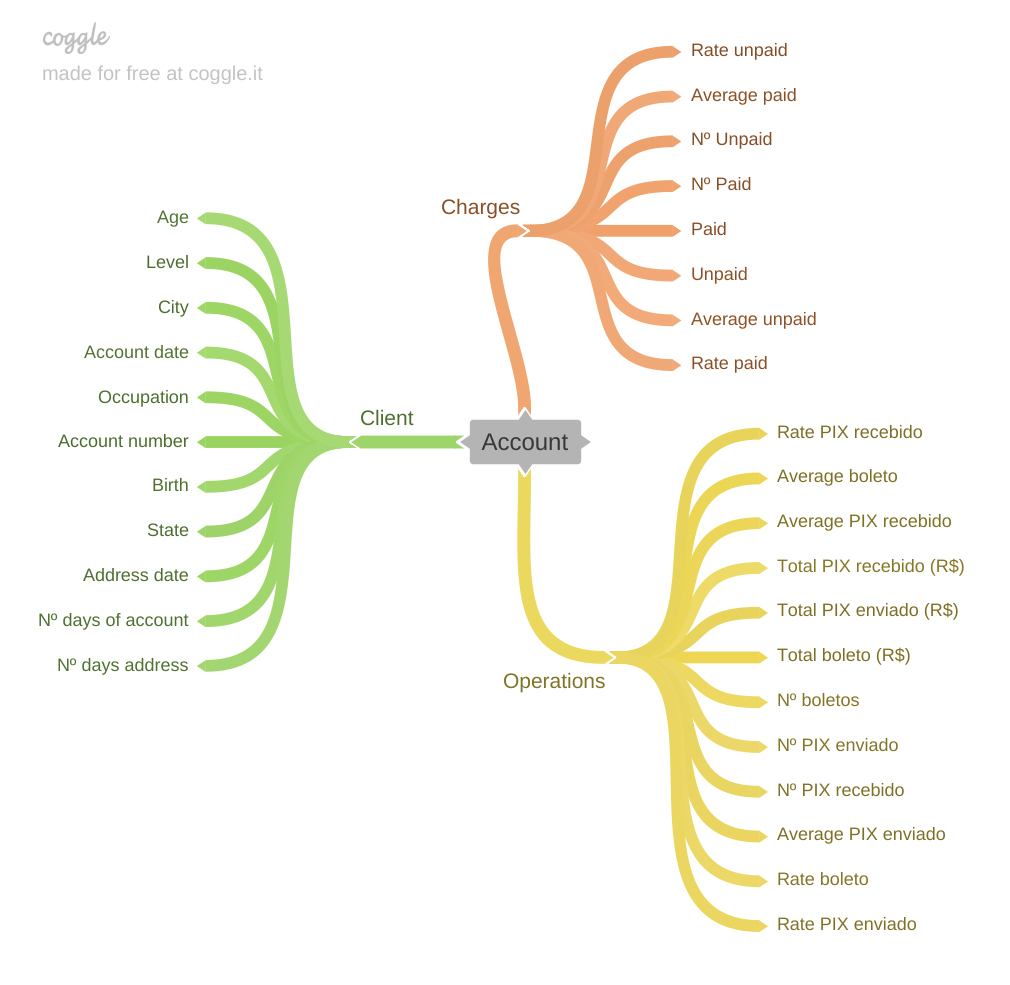 coggle
made for free at coggle.it
Account
Client
Age
Level
City
Account date
Occupation
Account number
Birth
State
Address date
Nº days of account
Nº days address
Charges
Rate unpaid
Average paid
Nº Unpaid
Nº Paid
Paid
Unpaid
Average unpaid
Rate paid
Operations
Rate PIX recebido
Average boleto
Average PIX recebido
Total PIX recebido (R$)
Total PIX enviado (R$)
Total boleto (R$)
Nº boletos
Nº PIX enviado
Nº PIX recebido
Average PIX enviado
Rate boleto
Rate PIX enviado